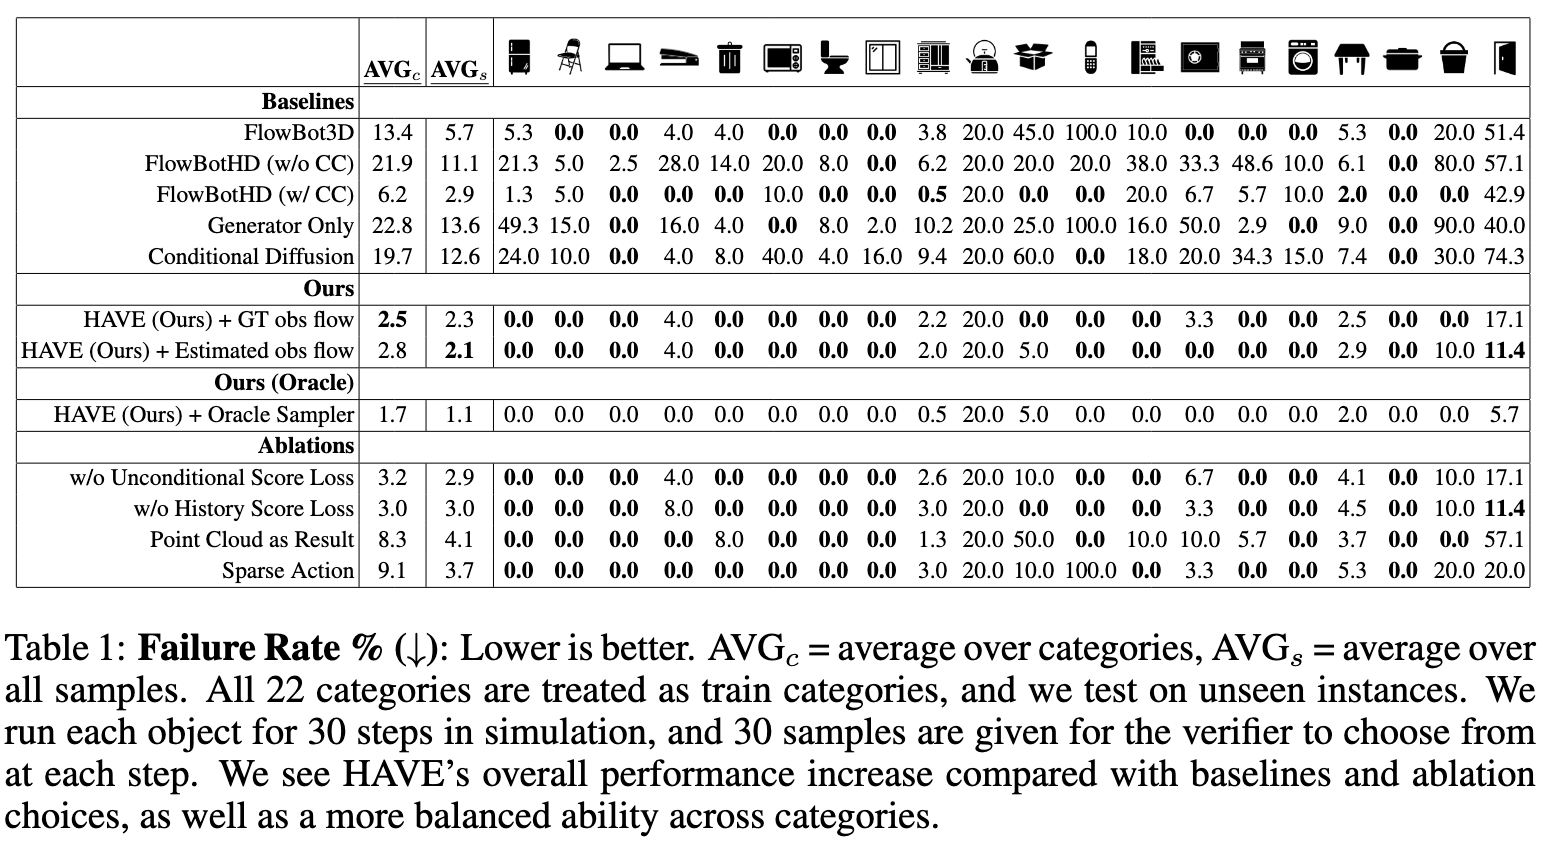 AVGc AVGs
Baselines
FlowBot3D 13.4 5.7 5.3 0.0 0.0 4.0 4.0 0.0 0.0 0.0 3.8 20.0 45.0 100.0 10.0 0.0 0.0 0.0 5.3 0.0 20.0 51.4
FlowBotHD (w/o CC) 21.9 11.1 21.3 5.0 2.5 28.0 14.0 20.0 8.0 0.0 6.2 20.0 20.0 20.0 38.0 33.3 48.6 10.0 6.1 0.0 80.0 57.1
FlowBotHD (w/ CC) 6.2 2.9 1.3 5.0 0.0 0.0 0.0 10.0 0.0 0.0 0.5 20.0 0.0 0.0 20.0 6.7 5.7 10.0 2.0 0.0 0.0 42.9
Generator Only 22.8 13.6 49.3 15.0 0.0 16.0 4.0 0.0 8.0 2.0 10.2 20.0 25.0 100.0 16.0 50.0 2.9 0.0 9.0 0.0 90.0 40.0
Conditional Diffusion 19.7 12.6 24.0 10.0 0.0 4.0 8.0 40.0 4.0 16.0 9.4 20.0 60.0 0.0 18.0 20.0 34.3 15.0 7.4 0.0 30.0 74.3
Ours
HAVE (Ours) + GT obs flow 2.5 2.3 0.0 0.0 0.0 4.0 0.0 0.0 0.0 0.0 2.2 20.0 0.0 0.0 0.0 3.3 0.0 0.0 2.5 0.0 0.0 17.1
HAVE (Ours) + Estimated obs flow 2.8 2.1 0.0 0.0 0.0 4.0 0.0 0.0 0.0 0.0 2.0 20.0 5.0 0.0 0.0 0.0 0.0 0.0 2.9 0.0 10.0 11.4
Ours (Oracle)
HAVE (Ours) + Oracle Sampler 1.7 1.1 0.0 0.0 0.0 0.0 0.0 0.0 0.0 0.0 0.5 20.0 5.0 0.0 0.0 0.0 0.0 0.0 2.0 0.0 0.0 5.7
Ablations
w/o Unconditional Score Loss 3.2 2.9 0.0 0.0 0.0 4.0 0.0 0.0 0.0 0.0 2.6 20.0 10.0 0.0 0.0 6.7 0.0 0.0 4.1 0.0 10.0 17.1
w/o History Score Loss 3.0 3.0 0.0 0.0 0.0 8.0 0.0 0.0 0.0 0.0 3.0 20.0 0.0 0.0 0.0 3.3 0.0 0.0 4.5 0.0 10.0 11.4
Point Cloud as Result 8.3 4.1 0.0 0.0 0.0 0.0 8.0 0.0 0.0 0.0 1.3 20.0 50.0 0.0 10.0 10.0 5.7 0.0 3.7 0.0 0.0 57.1
Sparse Action 9.1 3.7 0.0 0.0 0.0 0.0 0.0 0.0 0.0 0.0 3.0 20.0 10.0 100.0 0.0 3.3 0.0 0.0 5.3 0.0 20.0 20.0
Table 1: Failure Rate % (↓): Lower is better. AVGc = average over categories, AVGs = average over
all samples. All 22 categories are treated as train categories, and we test on unseen instances. We
run each object for 30 steps in simulation, and 30 samples are given for the verifier to choose from
at each step. We see HAVE's overall performance increase compared with baselines and ablation
choices, as well as a more balanced ability across categories.